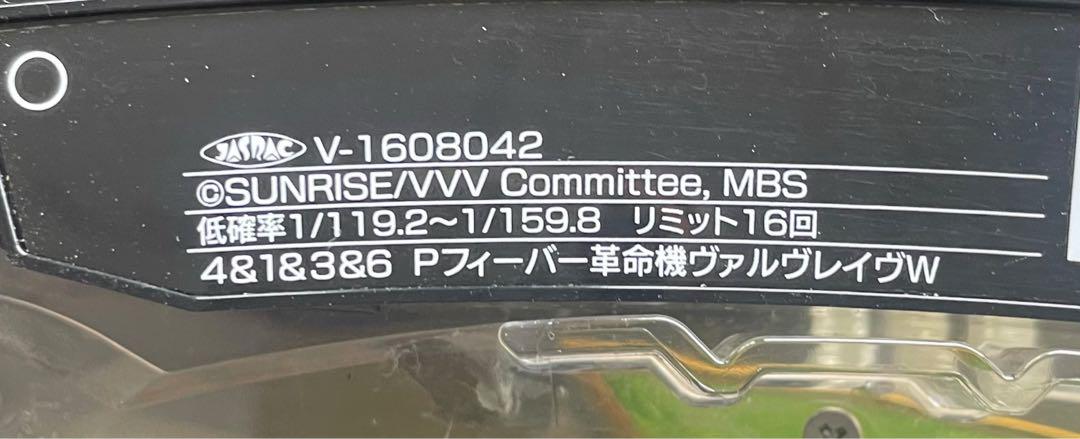 JASRAC V-1608042
©SUNRISE/VVV Committee, MBS
低確率1/119.2～1/159.8 リミット16回
4&1&3&6 Pフィーバー革命機ヴァルヴレイヴW